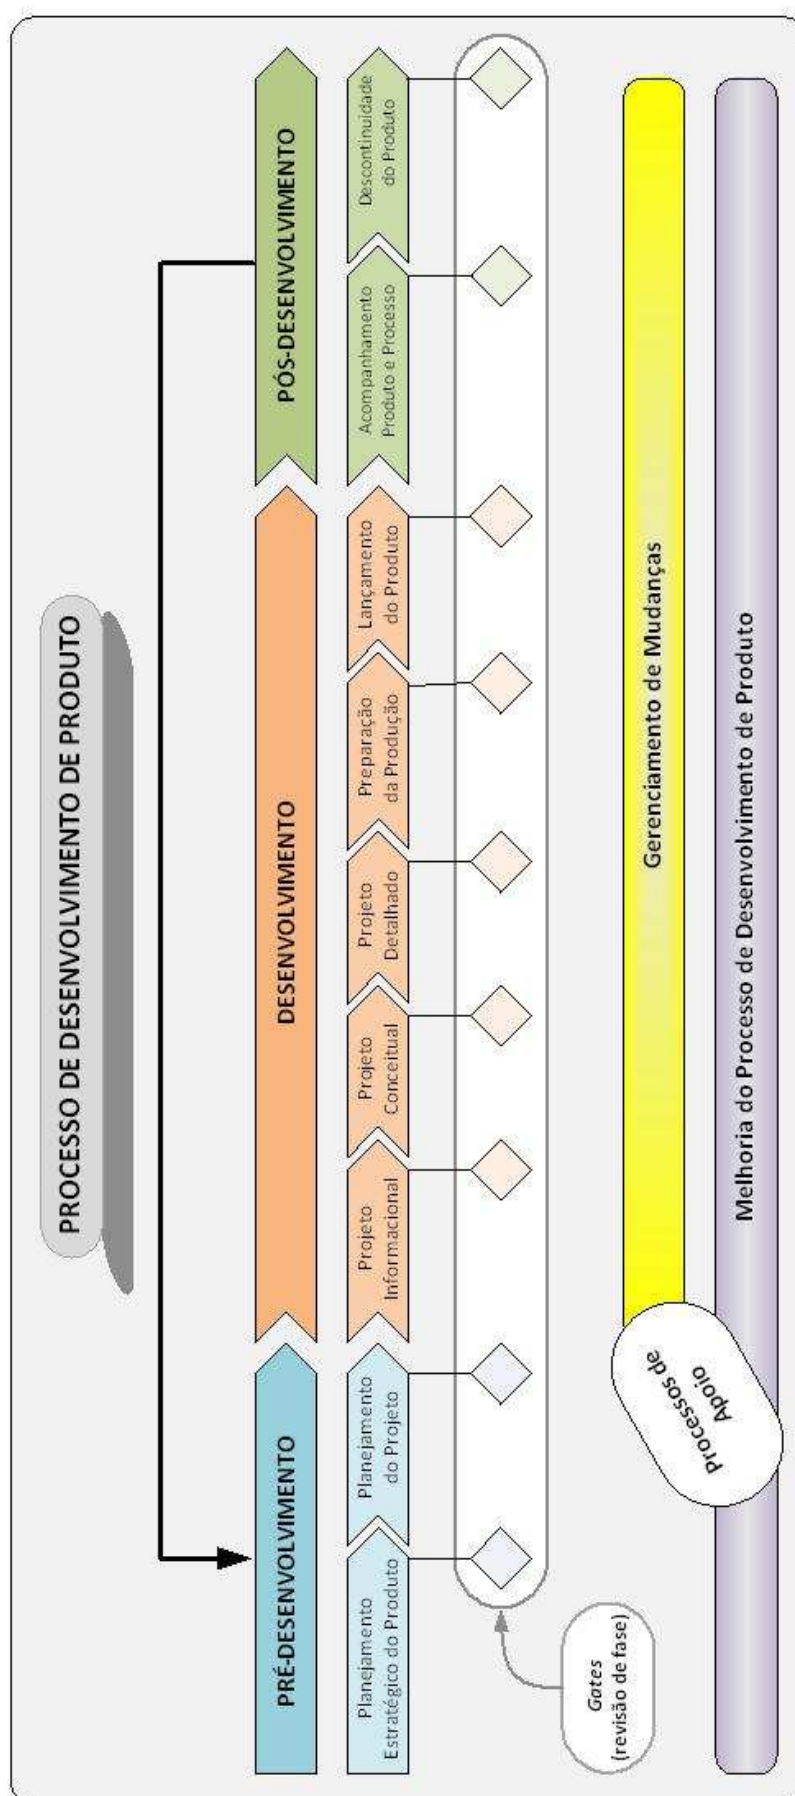 PROCESSO DE DESENVOLVIMENTO DE PRODUTO
PRÉ-DESENVOLVIMENTO
DESENVOLVIMENTO
PÓS-DESENVOLVIMENTO
Planejamento
Estratégico do Produto
Planejamento
do Projeto
Projeto
Informacional
Projeto
Conceitual
Projeto
Detalhado
Preparação
da Produção
Lançamento
do Produto
Acompanhamento
Produto e Processo
Descontinuidade
do Produto
Gates
(revisão de fase)
Processos de
Apoio
Gerenciamento de Mudanças
Melhoria do Processo de Desenvolvimento de Produto